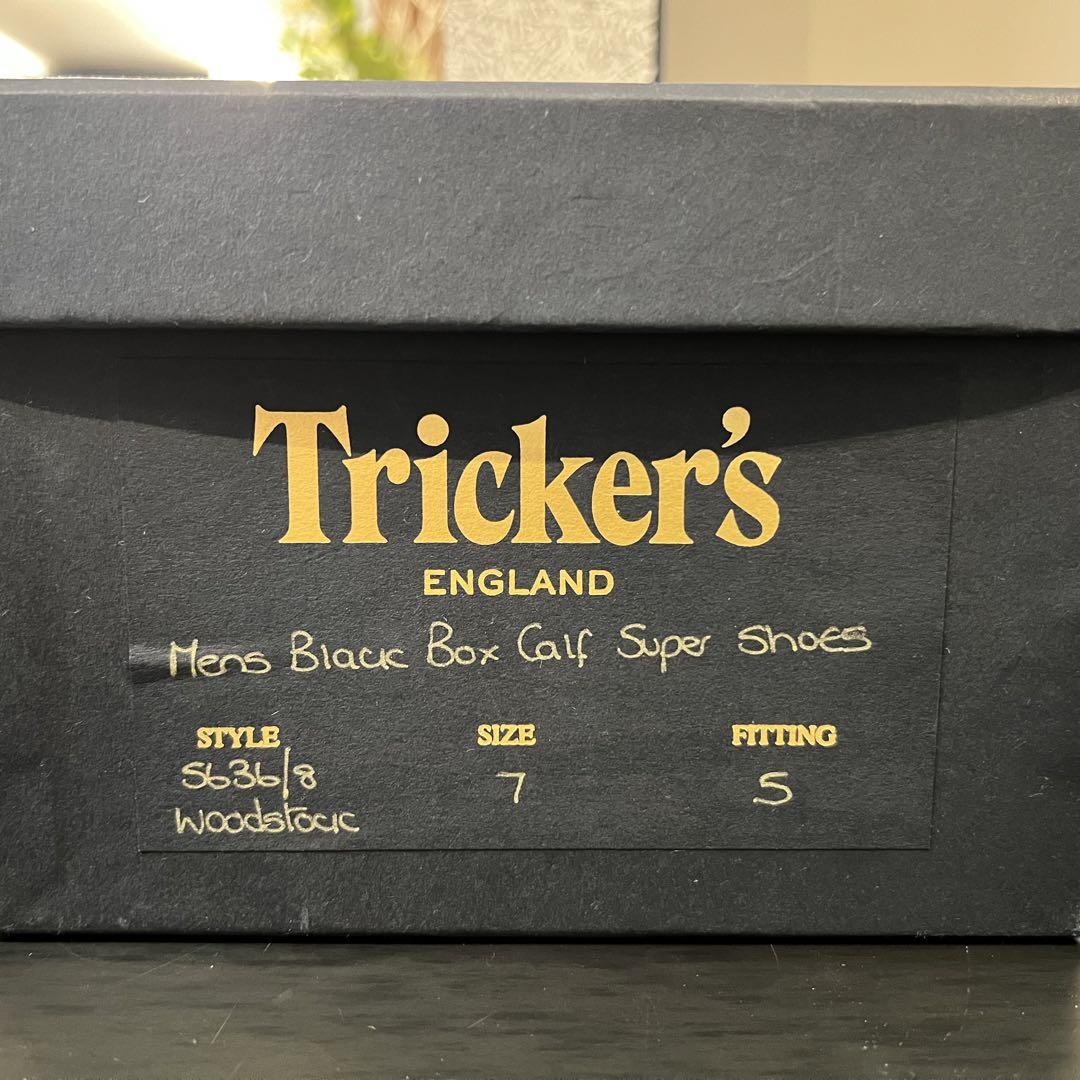 Tricker's
ENGLAND
Mens Black Box Calf Super Shoes
STYLE SIZE FITTING
5636/8 7 5
Woodstock